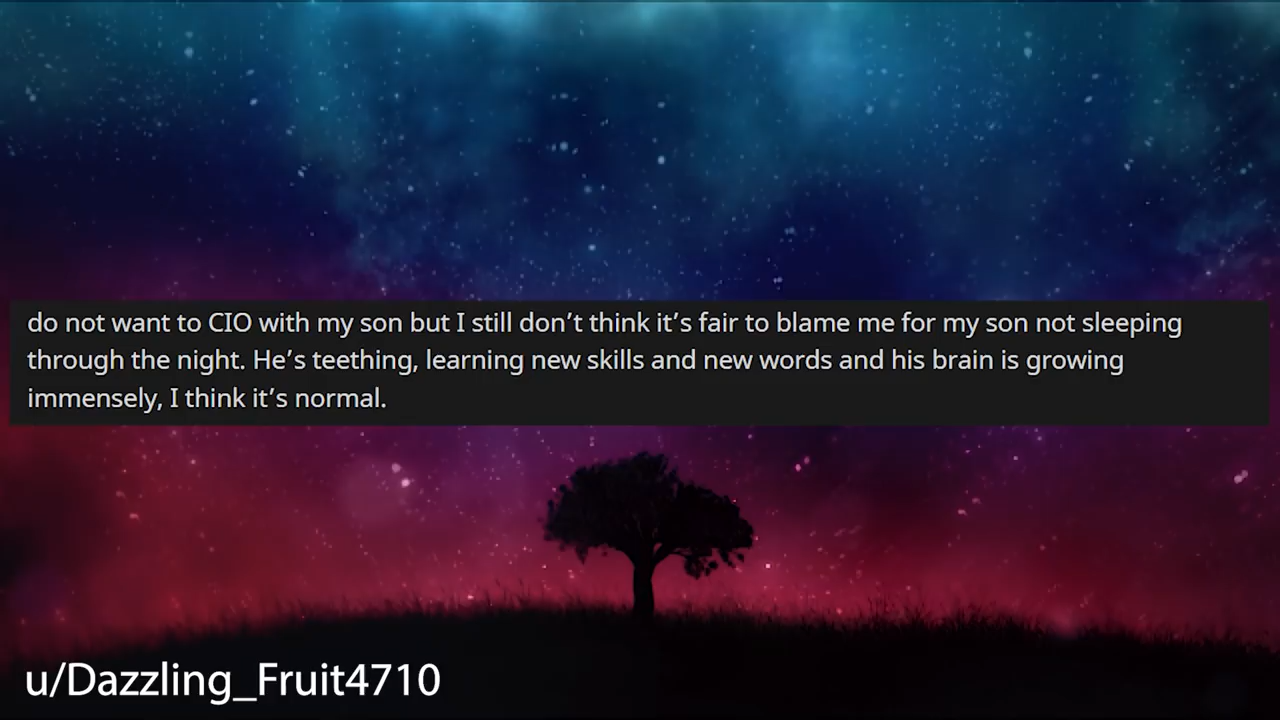 do not want to CIO with my son but I still don’t think it’s fair to blame me for my son not sleeping
through the night. He’s teething, learning new skills and new words and his brain is growing
immensely, I think it’s normal.
u/Dazzling_Fruit4710